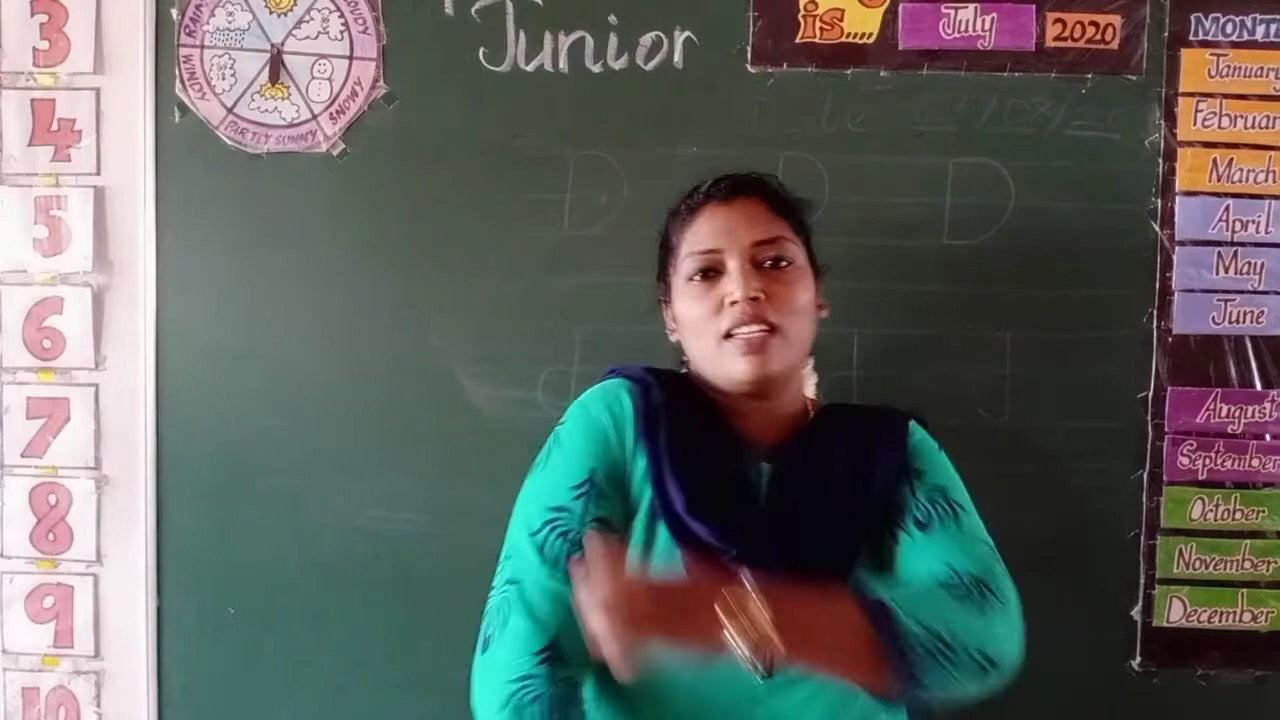 3
4
5
6
7
8
9
10
RAINY
CLOUDY
WINDY
SNOWY
PARTLY SUNNY
Junior
is....
July
2020
D D D
d d d
MONT
January
Februar
March
April
May
June
August
September
October
November
December